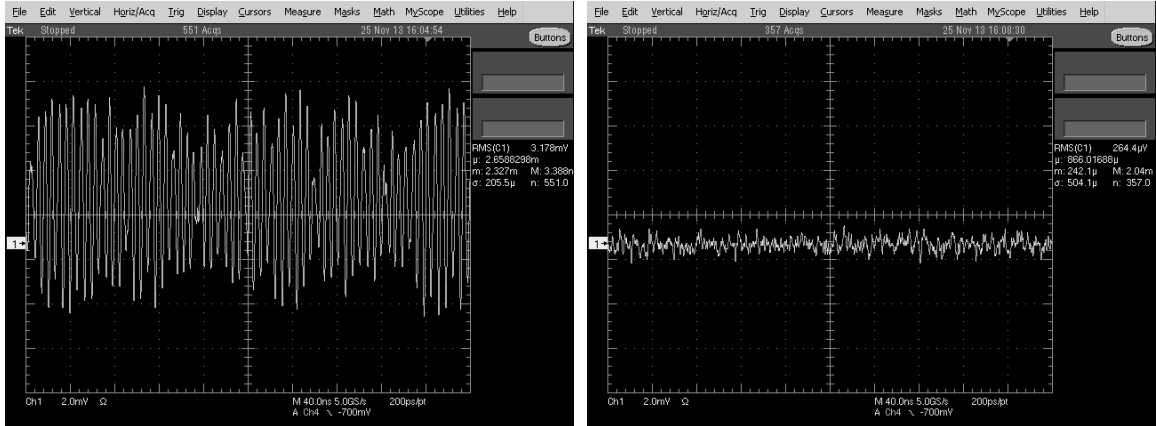 File Edit Vertical Horiz/Acq Trig Display Cursors Measure Masks Math MyScope Utilities Help
Tek Stopped 551 Acqs 25 Nov 13 16:04:54 Buttons
RMS(C1) 3.178mV
µ: 2.6588298m
m: 2.327m M: 3.388m
σ: 205.5µ n: 551.0
1
Ch1 2.0mV Ω M 40.0ns 5.0GS/s 200ps/pt
A Ch4 \ -700mV
File Edit Vertical Horiz/Acq Trig Display Cursors Measure Masks Math MyScope Utilities Help
Tek Stopped 357 Acqs 25 Nov 13 16:08:30 Buttons
RMS(C1) 264.4µV
µ: 866.01688µ
m: 242.1µ M: 2.04m
σ: 504.1µ n: 357.0
1
Ch1 2.0mV Ω M 40.0ns 5.0GS/s 200ps/pt
A Ch4 \ -700mV